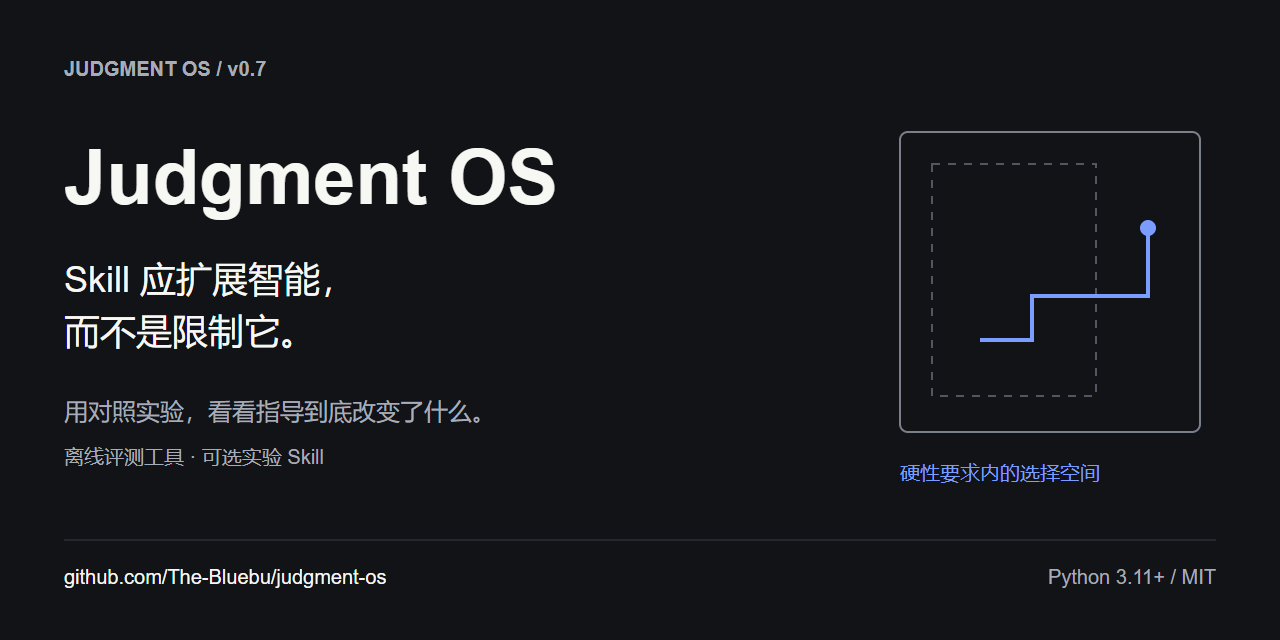 JUDGMENT OS / v0.7
Judgment OS
Skill 应扩展智能，
而不是限制它。
用对照实验，看看指导到底改变了什么。
离线评测工具 · 可选实验 Skill
硬性要求内的选择空间
github.com/The-Bluebu/judgment-os
Python 3.11+ / MIT